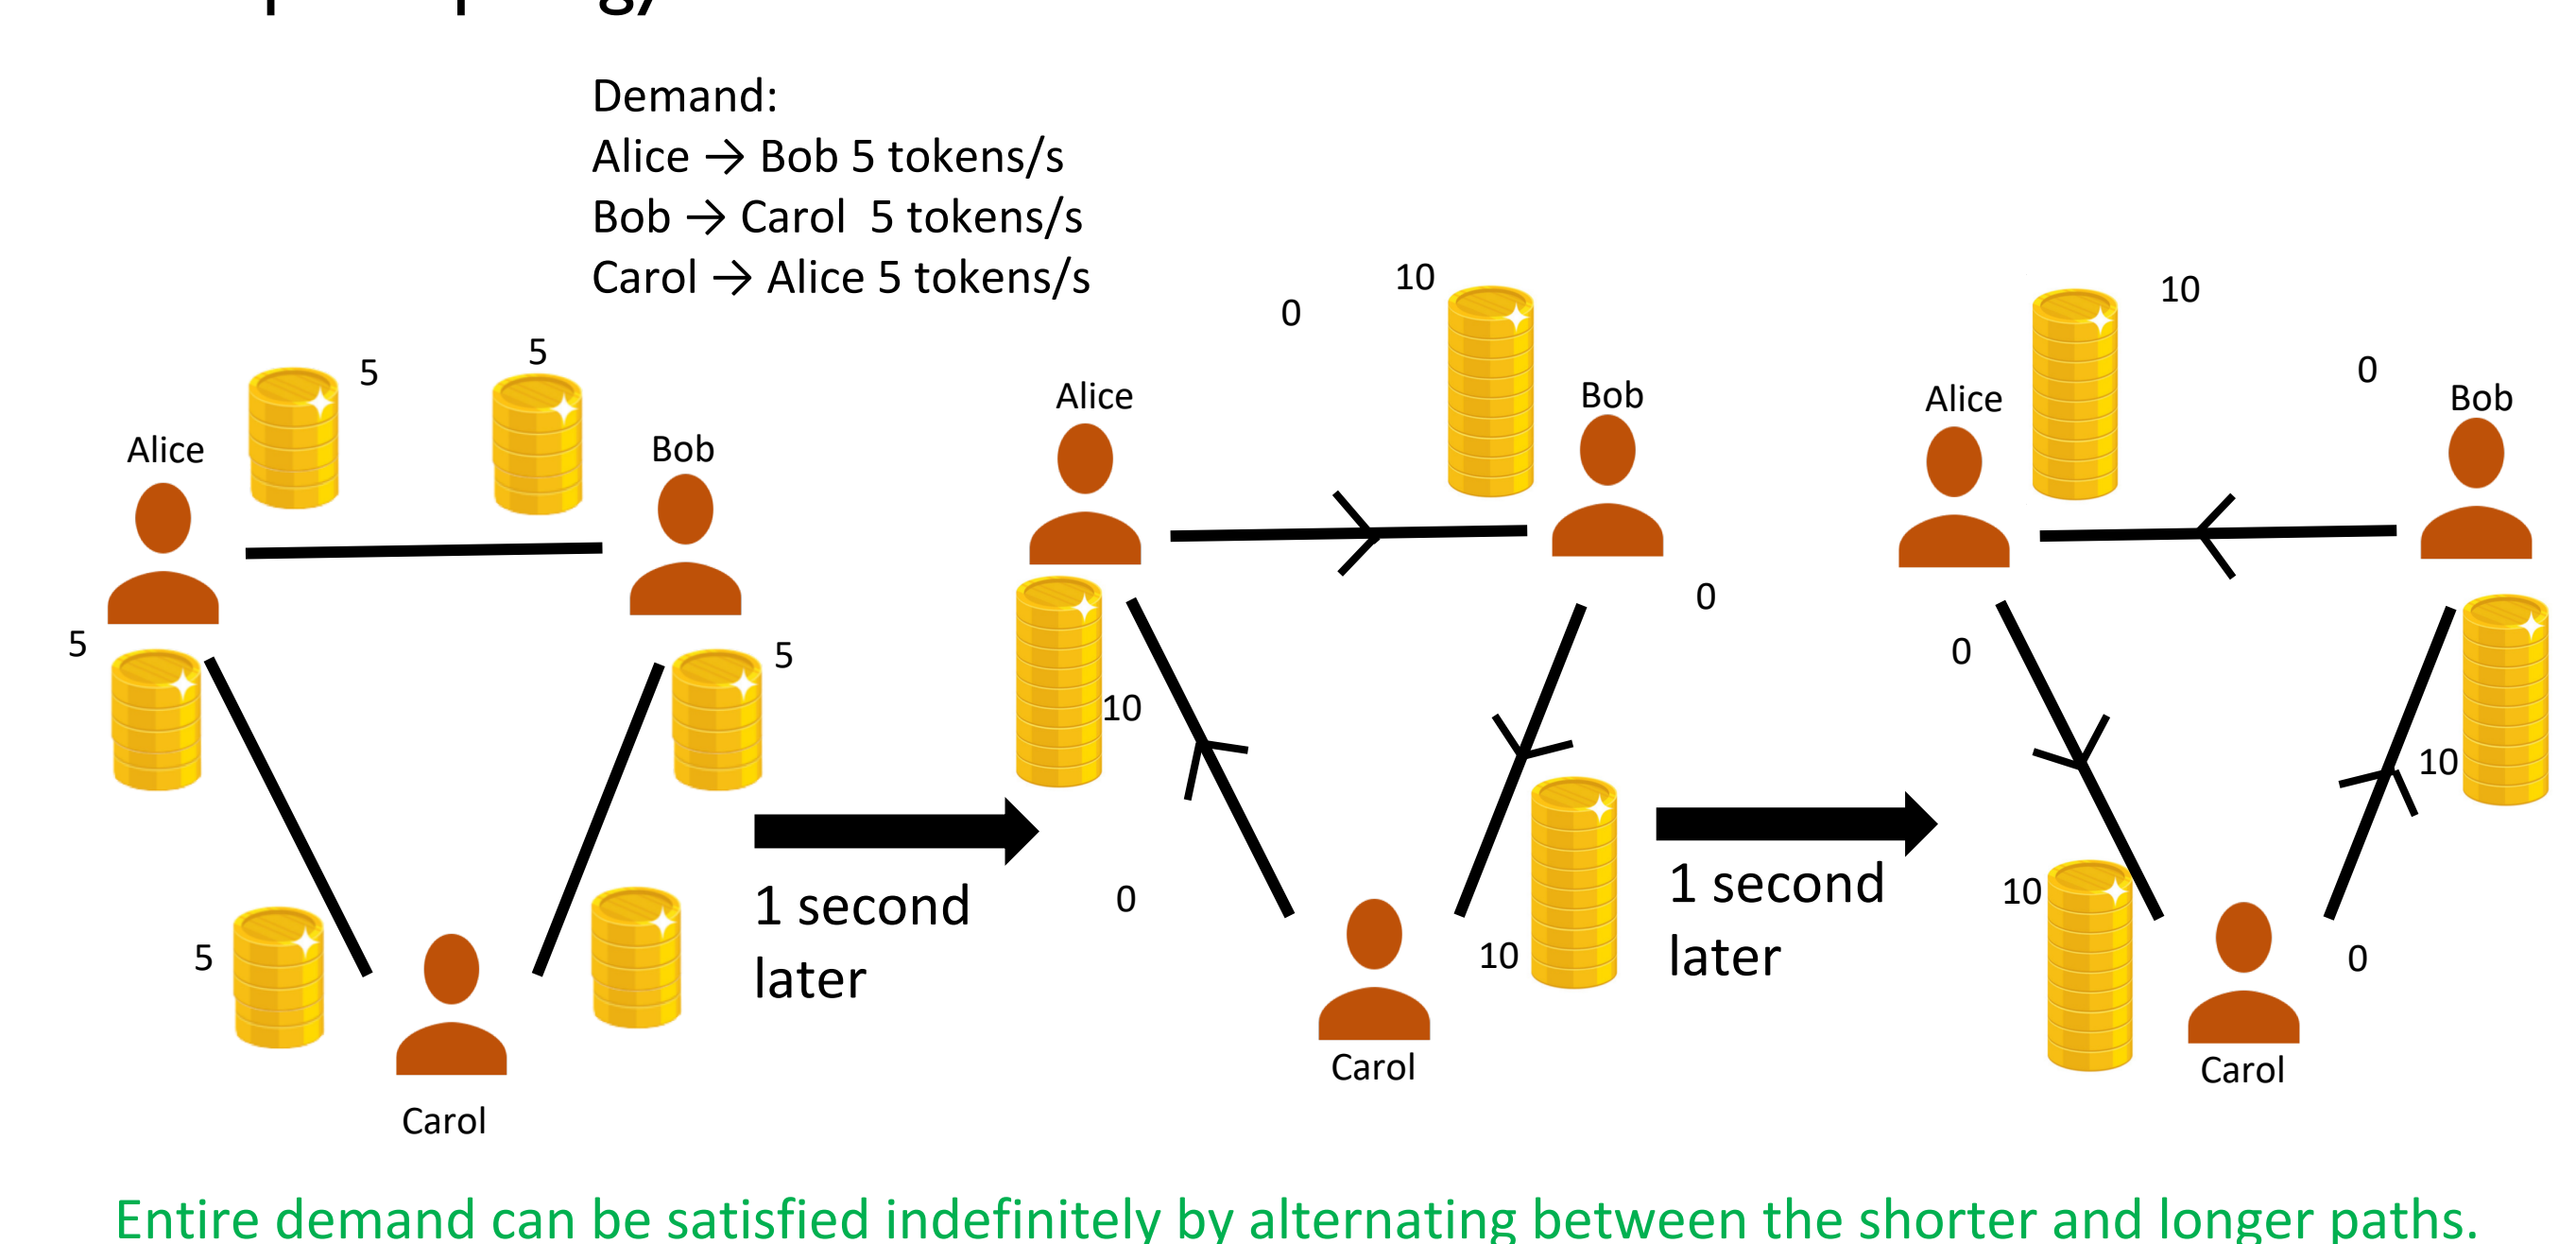 Demand:
Alice → Bob 5 tokens/s
Bob → Carol 5 tokens/s
Carol → Alice 5 tokens/s
5
5
Alice
Bob
5
5
5
Carol
1 second
later
0
10
Alice
Bob
0
10
0
10
Carol
1 second
later
10
0
Alice
Bob
0
10
10
0
Carol
Entire demand can be satisfied indefinitely by alternating between the shorter and longer paths.